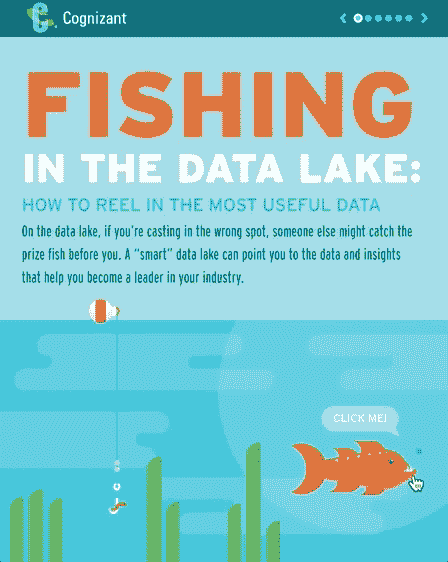 Cognizant
FISHING
IN THE DATA LAKE:
HOW TO REEL IN THE MOST USEFUL DATA
On the data lake, if you're casting in the wrong spot, someone else might catch the
prize fish before you. A "smart" data lake can point you to the data and insights
that help you become a leader in your industry.
CLICK ME!